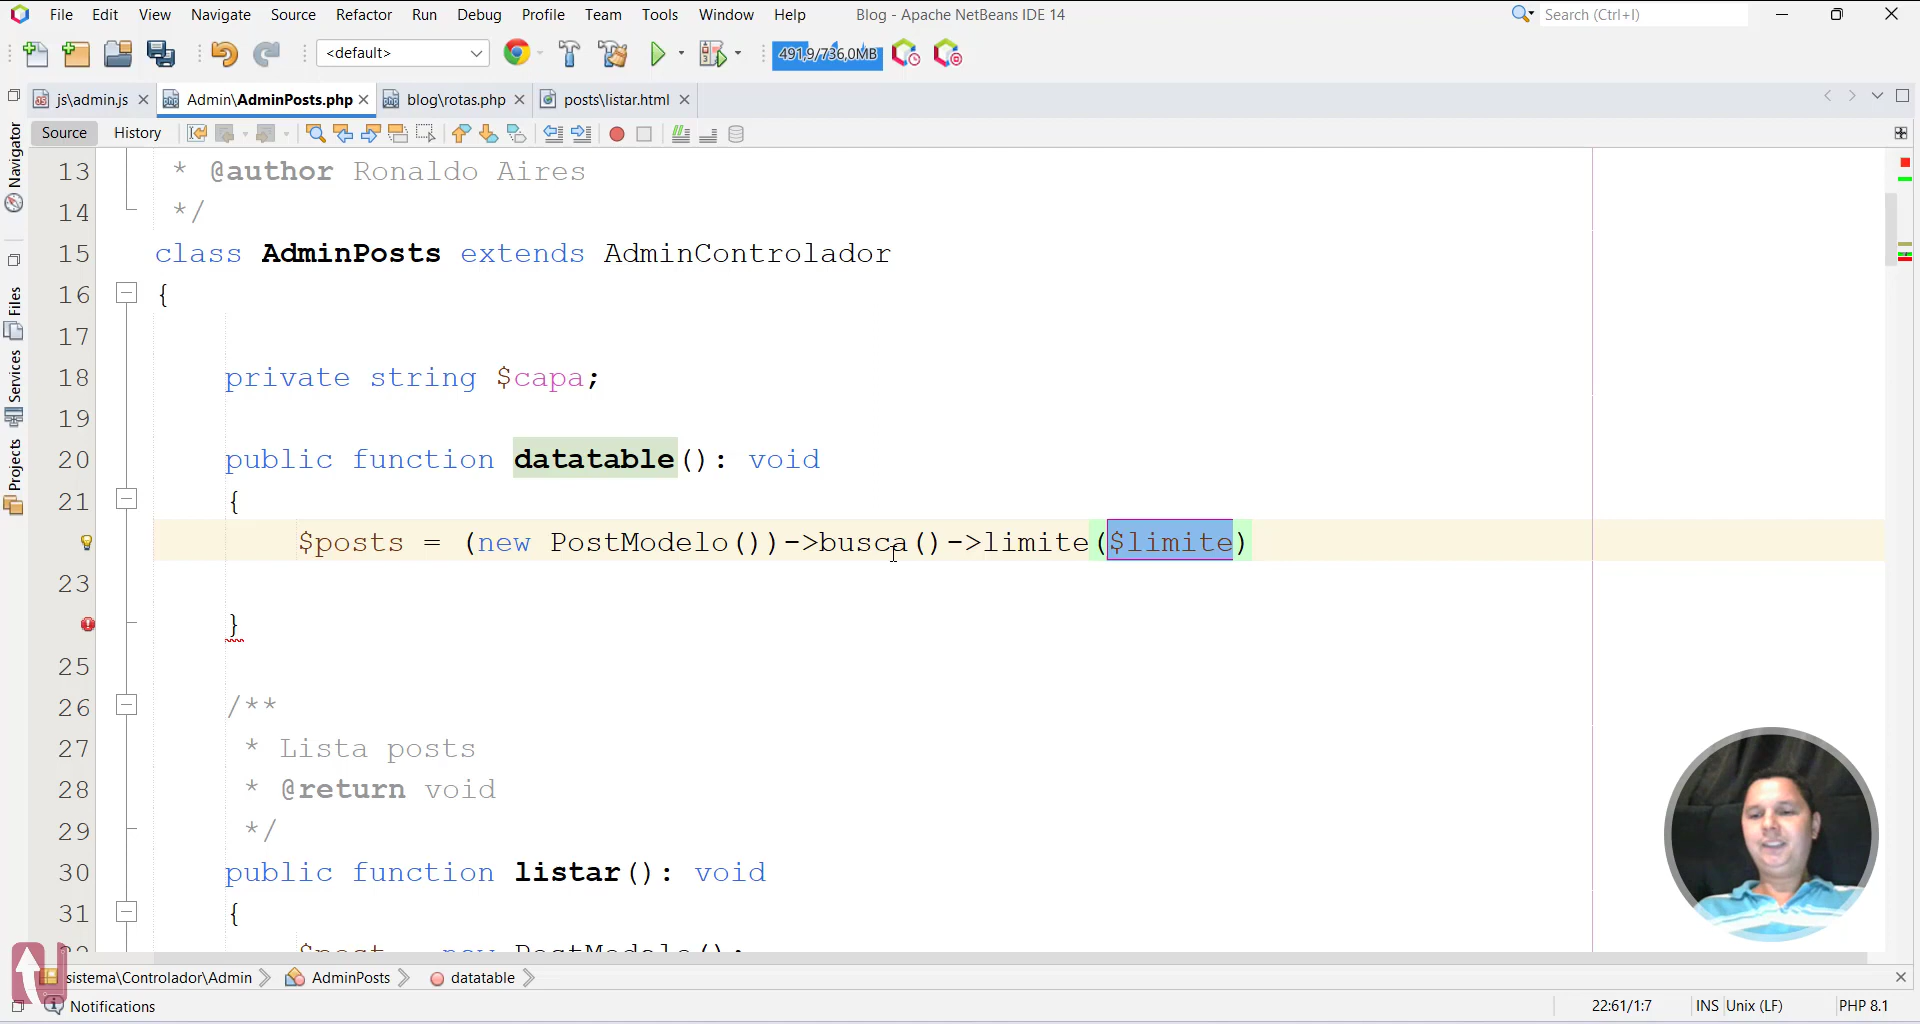 File Edit View Navigate Source Refactor Run Debug Profile Team Tools Window Help Blog - Apache NetBeans IDE 14 Search (Ctrl+I)
<default> 491,9/736,0MB
js\admin.js Admin\AdminPosts.php blog\rotas.php posts\listar.html
Source History
Navigator
Files
Services
Projects
13 * @author Ronaldo Aires
14 */
15 class AdminPosts extends AdminControlador
16 {
17
18 private string $capa;
19
20 public function datatable(): void
21 {
$posts = (new PostModelo())->busca()->limite($limite)
23
}
25
26 /**
27 * Lista posts
28 * @return void
29 */
30 public function listar(): void
31 {
$post = new PostModelo();
sistema\Controlador\Admin AdminPosts datatable
Notifications 22:61/1:7 INS Unix (LF) PHP 8.1